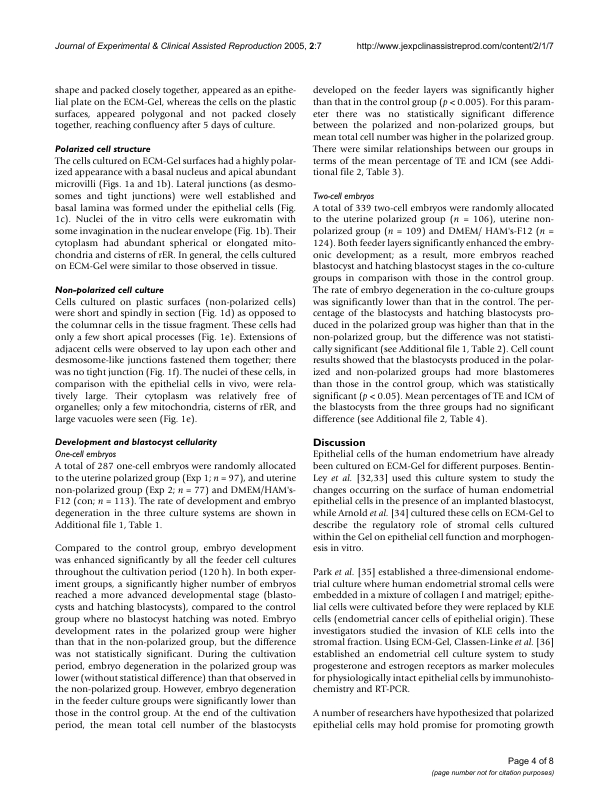 Journal of Experimental & Clinical Assisted Reproduction 2005, 2:7
http://www.jexpclinassistreprod.com/content/2/1/7
shape and packed closely together, appeared as an epithe-
lial plate on the ECM-Gel, whereas the cells on the plastic
surfaces, appeared polygonal and not packed closely
together, reaching confluency after 5 days of culture.
Polarized cell structure
The cells cultured on ECM-Gel surfaces had a highly polar-
ized appearance with a basal nucleus and apical abundant
microvilli (Figs. 1a and 1b). Lateral junctions (as desmo-
somes and tight junctions) were well established and
basal lamina was formed under the epithelial cells (Fig.
1c). Nuclei of the in vitro cells were eukromatin with
some invagination in the nuclear envelope (Fig. 1b). Their
cytoplasm had abundant spherical or elongated mito-
chondria and cisterns of rER. In general, the cells cultured
on ECM-Gel were similar to those observed in tissue.
Non-polarized cell culture
Cells cultured on plastic surfaces (non-polarized cells)
were short and spindly in section (Fig. 1d) as opposed to
the columnar cells in the tissue fragment. These cells had
only a few short apical processes (Fig. 1e). Extensions of
adjacent cells were observed to lay upon each other and
desmosome-like junctions fastened them together; there
was no tight junction (Fig. 1f). The nuclei of these cells, in
comparison with the epithelial cells in vivo, were rela-
tively large. Their cytoplasm was relatively free of
organelles; only a few mitochondria, cisterns of rER, and
large vacuoles were seen (Fig. 1e).
Development and blastocyst cellularity
One-cell embryos
A total of 287 one-cell embryos were randomly allocated
to the uterine polarized group (Exp 1; n = 97), and uterine
non-polarized group (Exp 2; n = 77) and DMEM/HAM's-
F12 (con; n = 113). The rate of development and embryo
degeneration in the three culture systems are shown in
Additional file 1, Table 1.
Compared to the control group, embryo development
was enhanced significantly by all the feeder cell cultures
throughout the cultivation period (120 h). In both exper-
iment groups, a significantly higher number of embryos
reached a more advanced developmental stage (blasto-
cysts and hatching blastocysts), compared to the control
group where no blastocyst hatching was noted. Embryo
development rates in the polarized group were higher
than that in the non-polarized group, but the difference
was not statistically significant. During the cultivation
period, embryo degeneration in the polarized group was
lower (without statistical difference) than that observed in
the non-polarized group. However, embryo degeneration
in the feeder culture groups were significantly lower than
those in the control group. At the end of the cultivation
period, the mean total cell number of the blastocysts
developed on the feeder layers was significantly higher
than that in the control group (p < 0.005). For this param-
eter there was no statistically significant difference
between the polarized and non-polarized groups, but
mean total cell number was higher in the polarized group.
There were similar relationships between our groups in
terms of the mean percentage of TE and ICM (see Addi-
tional file 2, Table 3).
Two-cell embryos
A total of 339 two-cell embryos were randomly allocated
to the uterine polarized group (n = 106), uterine non-
polarized group (n = 109) and DMEM/ HAM's-F12 (n =
124). Both feeder layers significantly enhanced the embry-
onic development; as a result, more embryos reached
blastocyst and hatching blastocyst stages in the co-culture
groups in comparison with those in the control group.
The rate of embryo degeneration in the co-culture groups
was significantly lower than that in the control. The per-
centage of the blastocysts and hatching blastocysts pro-
duced in the polarized group was higher than that in the
non-polarized group, but the difference was not statisti-
cally significant (see Additional file 1, Table 2). Cell count
results showed that the blastocysts produced in the polar-
ized and non-polarized groups had more blastomeres
than those in the control group, which was statistically
significant (p < 0.05). Mean percentages of TE and ICM of
the blastocysts from the three groups had no significant
difference (see Additional file 2, Table 4).
Discussion
Epithelial cells of the human endometrium have already
been cultured on ECM-Gel for different purposes. Bentin-
Ley et al. [32,33] used this culture system to study the
changes occurring on the surface of human endometrial
epithelial cells in the presence of an implanted blastocyst,
while Arnold et al. [34] cultured these cells on ECM-Gel to
describe the regulatory role of stromal cells cultured
within the Gel on epithelial cell function and morphogen-
esis in vitro.
Park et al. [35] established a three-dimensional endome-
trial culture where human endometrial stromal cells were
embedded in a mixture of collagen I and matrigel; epithe-
lial cells were cultivated before they were replaced by KLE
cells (endometrial cancer cells of epithelial origin). These
investigators studied the invasion of KLE cells into the
stromal fraction. Using ECM-Gel, Classen-Linke et al. [36]
established an endometrial cell culture system to study
progesterone and estrogen receptors as marker molecules
for physiologically intact epithelial cells by immunohisto-
chemistry and RT-PCR.
A number of researchers have hypothesized that polarized
epithelial cells may hold promise for promoting growth
Page 4 of 8
(page number not for citation purposes)